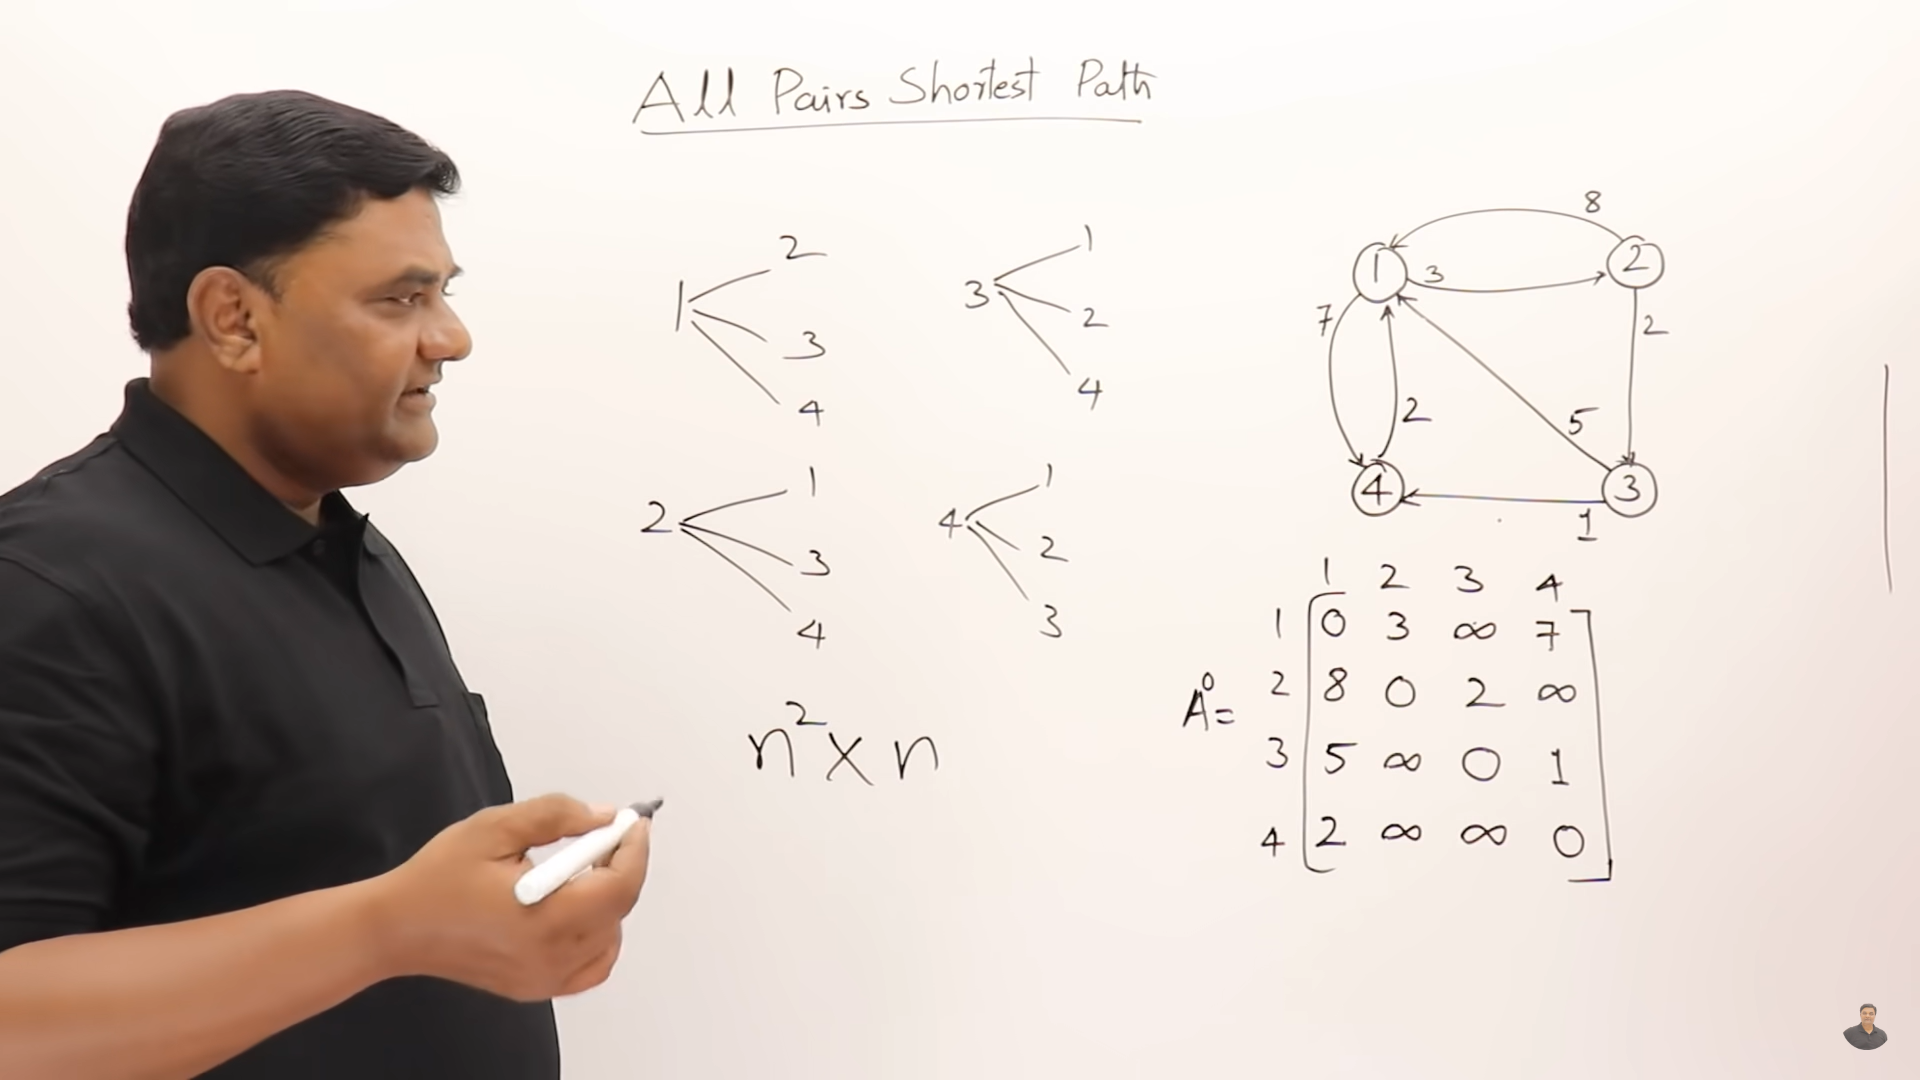 All Pairs Shortest Path
1 2 3 4
3 1 2 4
2 1 3 4
4 1 2 3
n² x n
8
1 3 2
7 2
2 5
4 3
1
1 2 3 4
1 0 3 ∞ 7
A⁰= 2 8 0 2 ∞
3 5 ∞ 0 1
4 2 ∞ ∞ 0